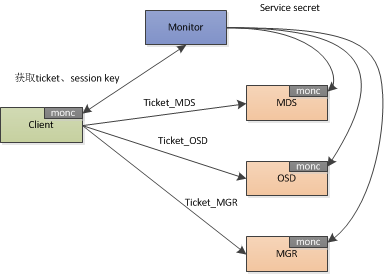 Service secret
Monitor
获取ticket、session key
monc
MDS
monc
Client
Ticket_MDS
Ticket_OSD
monc
OSD
Ticket_MGR
monc
MGR